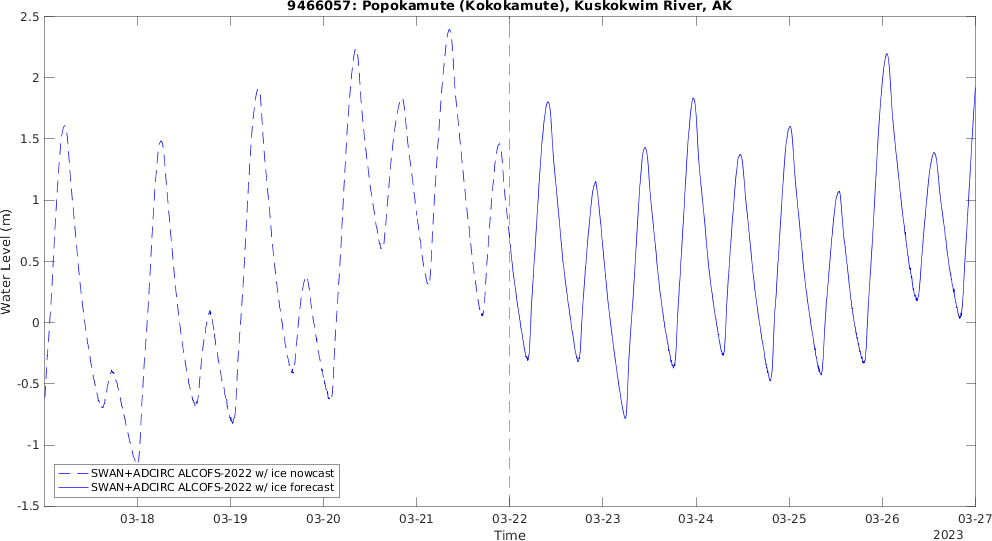 9466057: Popokamute (Kokokamute), Kuskokwim River, AK
2.5
2
1.5
1
0.5
0
-0.5
-1
-1.5
Water Level (m)
SWAN+ADCIRC ALCOFS-2022 w/ ice nowcast
SWAN+ADCIRC ALCOFS-2022 w/ ice forecast
03-18 03-19 03-20 03-21 03-22 03-23 03-24 03-25 03-26 03-27
Time
2023